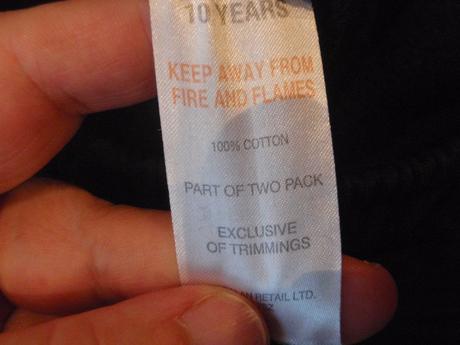 10 YEARS
KEEP AWAY FROM
FIRE AND FLAMES
100% COTTON
PART OF TWO PACK
EXCLUSIVE
OF TRIMMINGS
RETAIL LTD.